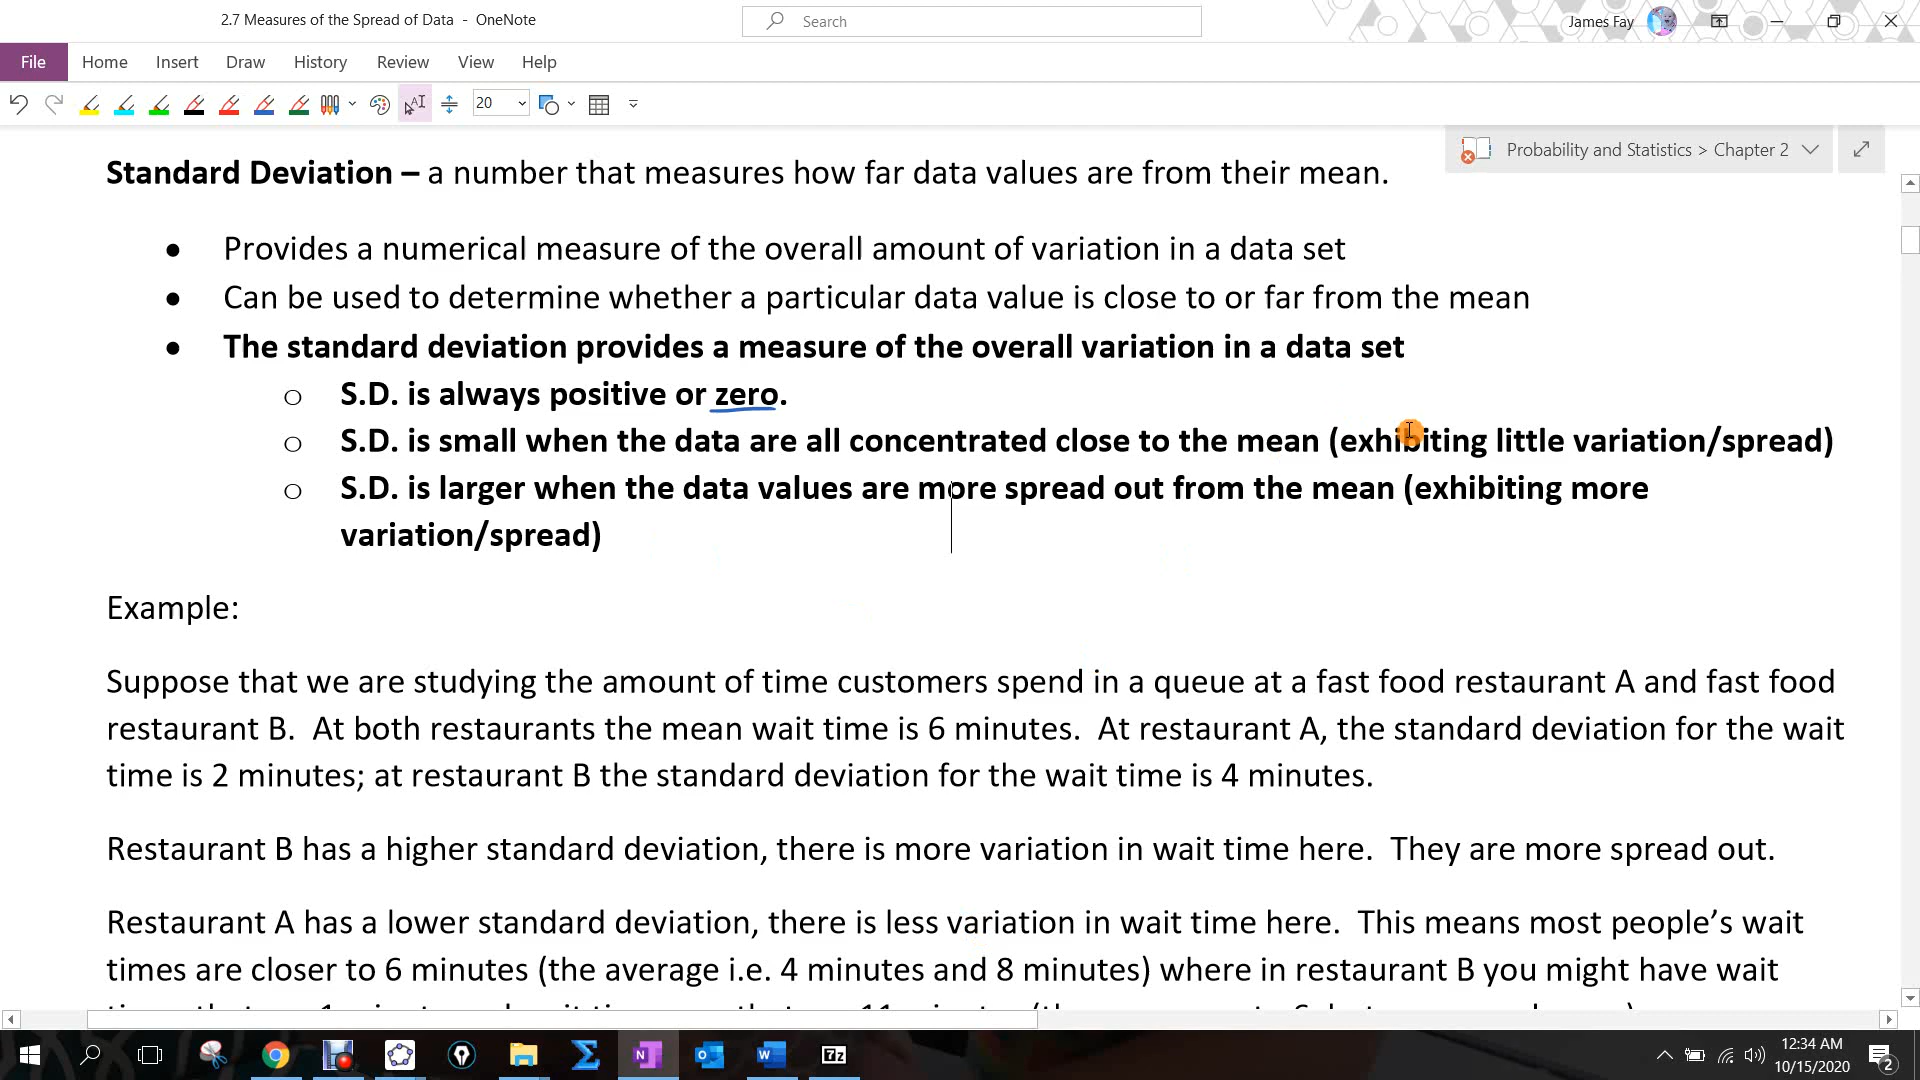 2.7 Measures of the Spread of Data - OneNote
Search
James Fay
File Home Insert Draw History Review View Help
20
Probability and Statistics > Chapter 2
Standard Deviation – a number that measures how far data values are from their mean.
• Provides a numerical measure of the overall amount of variation in a data set
• Can be used to determine whether a particular data value is close to or far from the mean
• The standard deviation provides a measure of the overall variation in a data set
o S.D. is always positive or zero.
o S.D. is small when the data are all concentrated close to the mean (exhibiting little variation/spread)
o S.D. is larger when the data values are more spread out from the mean (exhibiting more
variation/spread)
Example:
Suppose that we are studying the amount of time customers spend in a queue at a fast food restaurant A and fast food
restaurant B.  At both restaurants the mean wait time is 6 minutes.  At restaurant A, the standard deviation for the wait
time is 2 minutes; at restaurant B the standard deviation for the wait time is 4 minutes.
Restaurant B has a higher standard deviation, there is more variation in wait time here.  They are more spread out.
Restaurant A has a lower standard deviation, there is less variation in wait time here.  This means most people’s wait
times are closer to 6 minutes (the average i.e. 4 minutes and 8 minutes) where in restaurant B you might have wait
7z
12:34 AM
10/15/2020
2